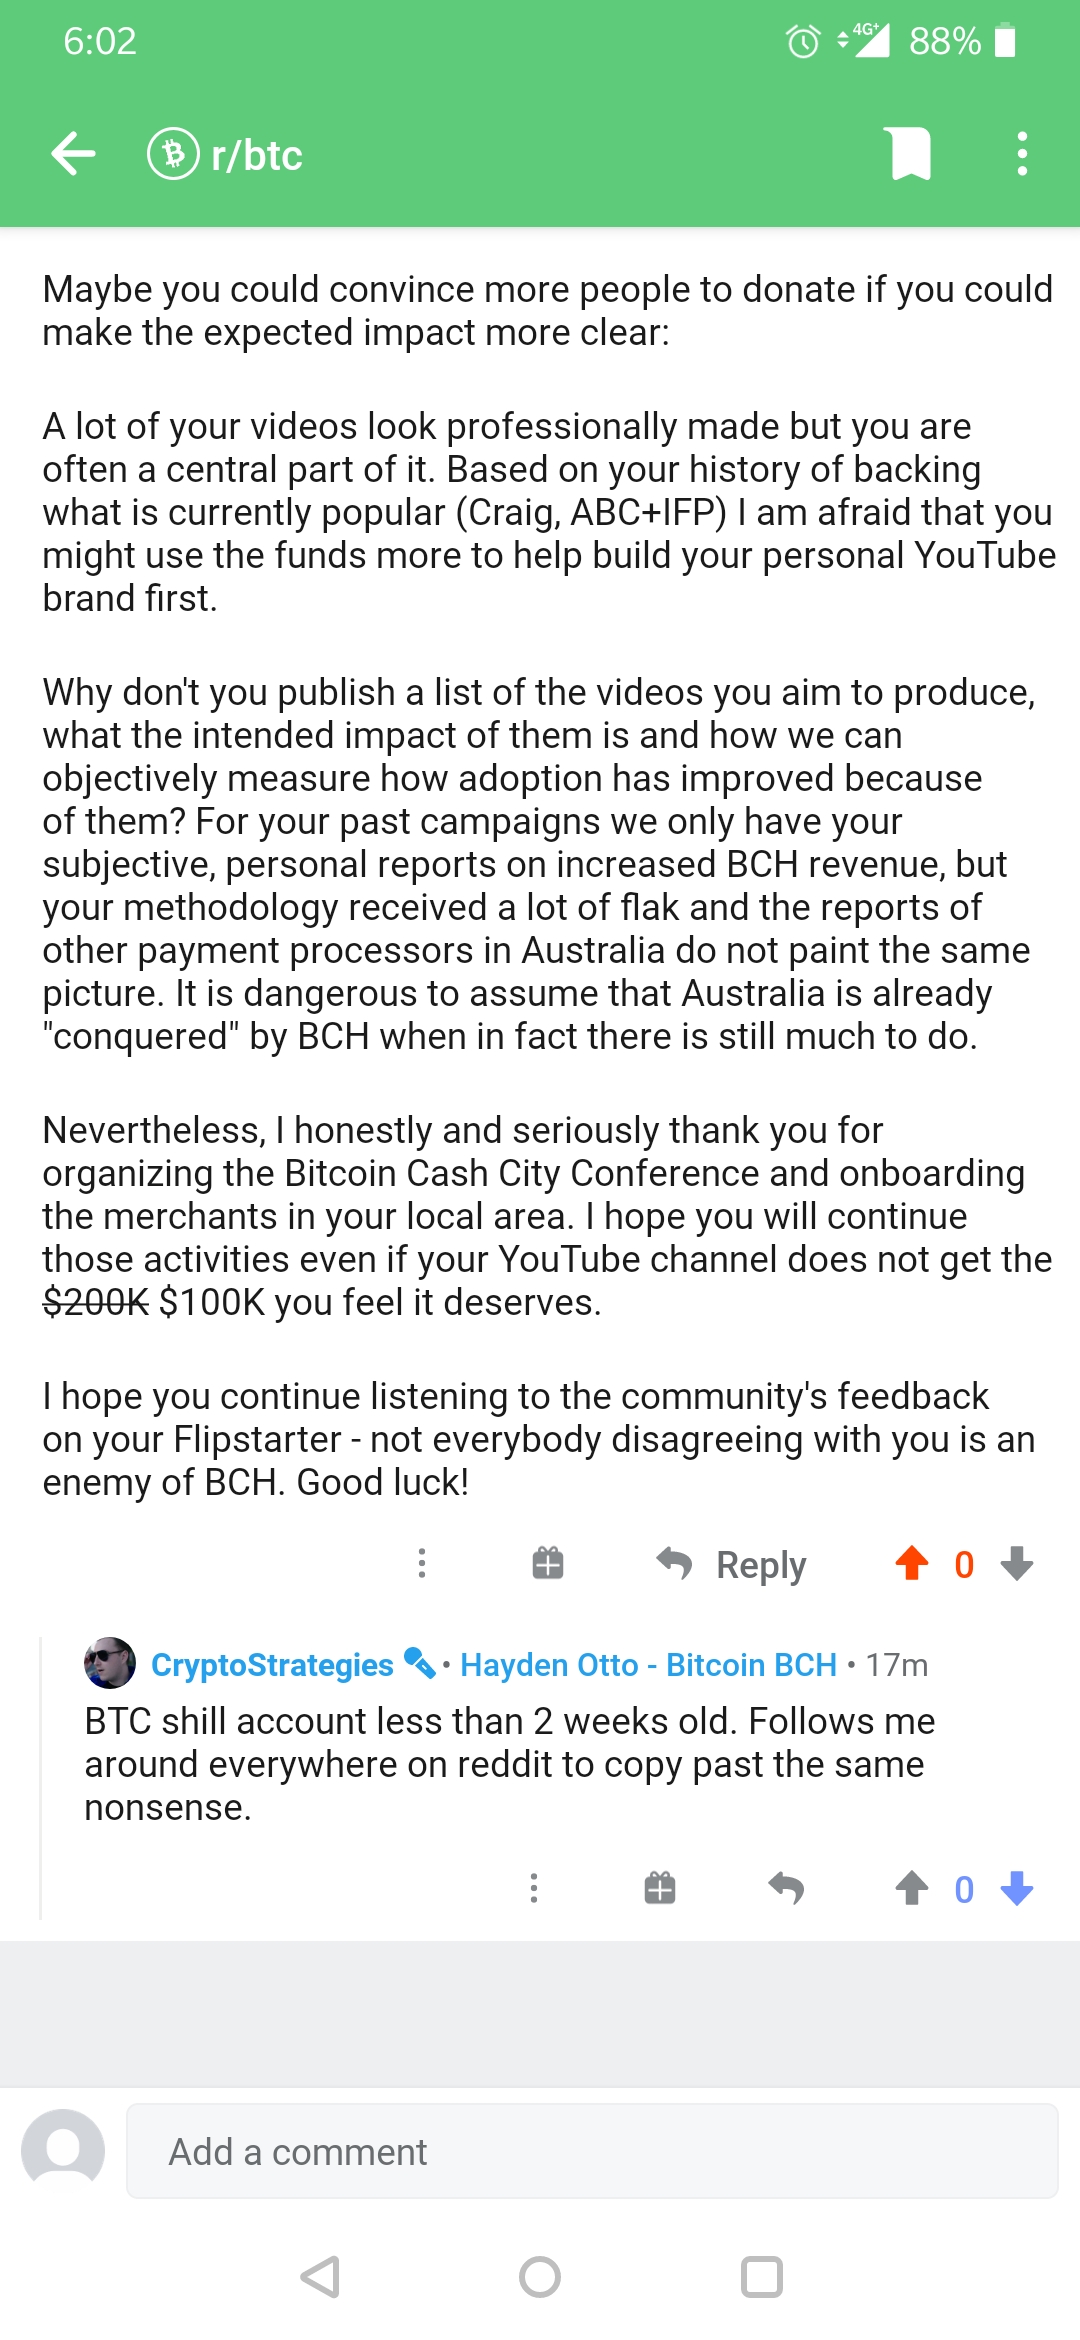 6:02
4G+ 88%
r/btc
Maybe you could convince more people to donate if you could
make the expected impact more clear:
A lot of your videos look professionally made but you are
often a central part of it. Based on your history of backing
what is currently popular (Craig, ABC+IFP) I am afraid that you
might use the funds more to help build your personal YouTube
brand first.
Why don't you publish a list of the videos you aim to produce,
what the intended impact of them is and how we can
objectively measure how adoption has improved because
of them? For your past campaigns we only have your
subjective, personal reports on increased BCH revenue, but
your methodology received a lot of flak and the reports of
other payment processors in Australia do not paint the same
picture. It is dangerous to assume that Australia is already
"conquered" by BCH when in fact there is still much to do.
Nevertheless, I honestly and seriously thank you for
organizing the Bitcoin Cash City Conference and onboarding
the merchants in your local area. I hope you will continue
those activities even if your YouTube channel does not get the
$200K $100K you feel it deserves.
I hope you continue listening to the community's feedback
on your Flipstarter - not everybody disagreeing with you is an
enemy of BCH. Good luck!
Reply 0
CryptoStrategies • Hayden Otto - Bitcoin BCH • 17m
BTC shill account less than 2 weeks old. Follows me
around everywhere on reddit to copy past the same
nonsense.
0
Add a comment